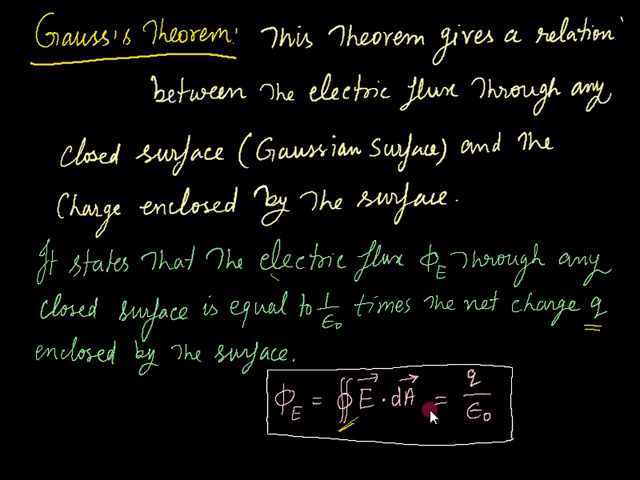 Gauss's Theorem: This Theorem gives a relation
between the electric flux through any
closed surface (Gaussian Surface) and the
charge enclosed by the surface.
It states that the electric flux ϕ_E through any
closed surface is equal to 1/ϵ₀ times the net charge q
enclosed by the surface.
ϕ_E = ∯ E⃗ · dA⃗ = q/ϵ₀